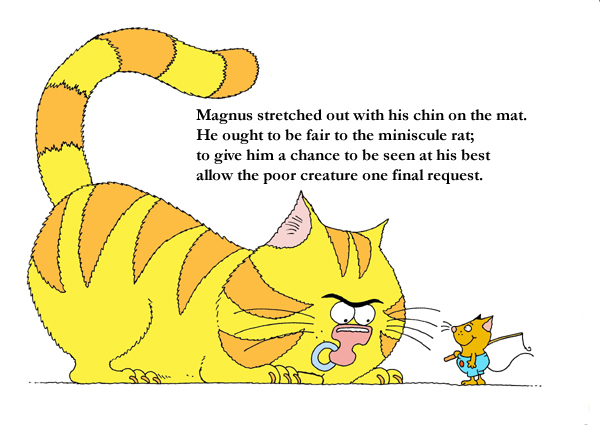 Magnus stretched out with his chin on the mat.
He ought to be fair to the miniscule rat;
to give him a chance to be seen at his best
allow the poor creature one final request.